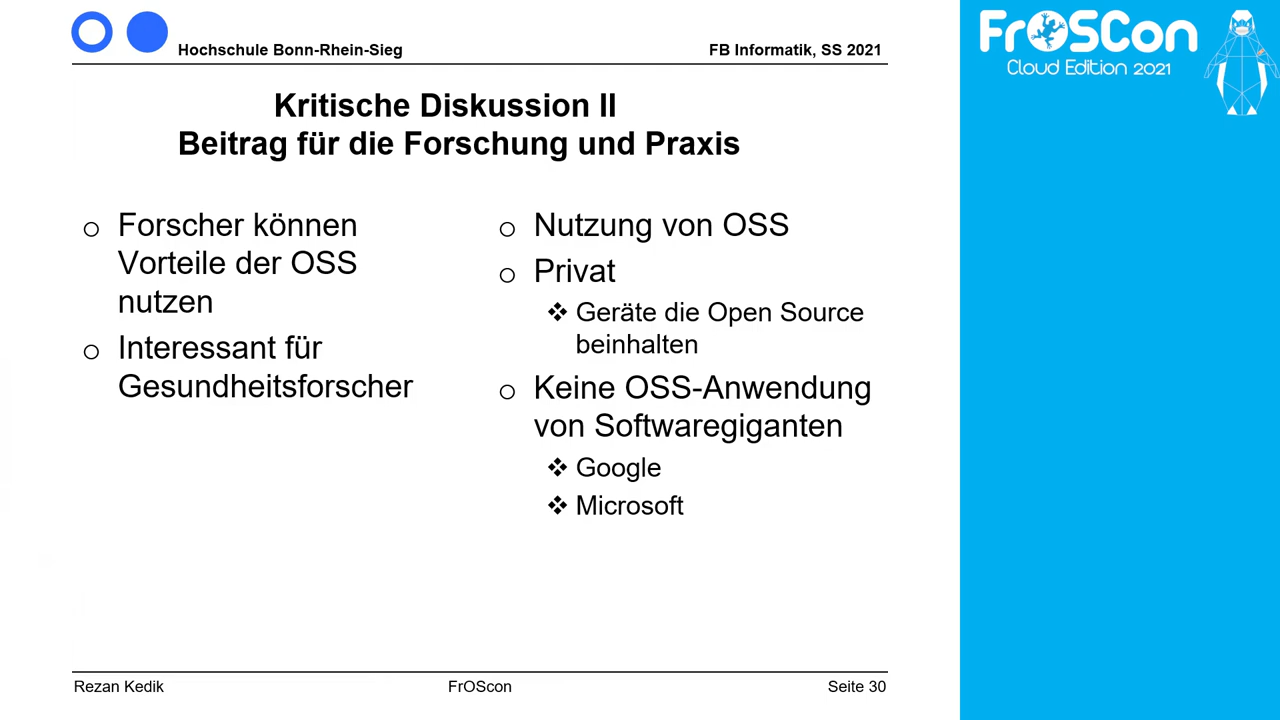 Hochschule Bonn-Rhein-Sieg
FB Informatik, SS 2021
Kritische Diskussion II
Beitrag für die Forschung und Praxis
Forscher können
Vorteile der OSS
nutzen
Interessant für
Gesundheitsforscher
Nutzung von OSS
Privat
Geräte die Open Source
beinhalten
Keine OSS-Anwendung
von Softwaregiganten
Google
Microsoft
Rezan Kedik
FrOScon
Seite 30
FrOSCon
Cloud Edition 2021